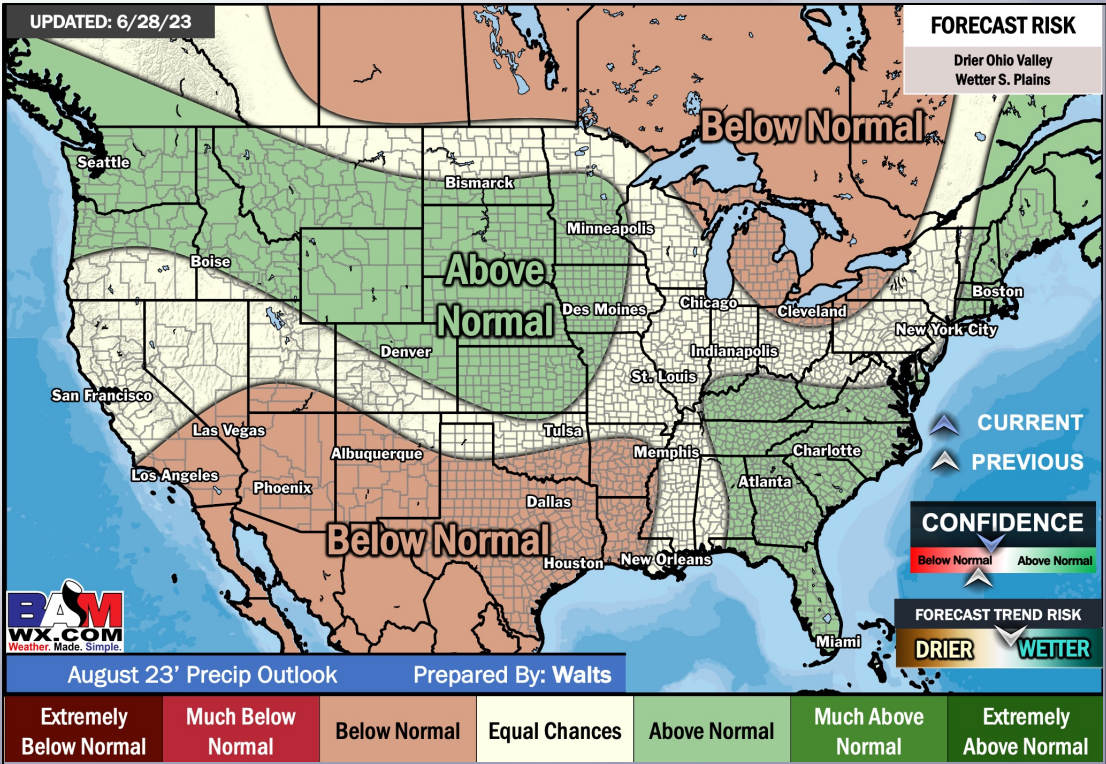 UPDATED: 6/28/23
FORECAST RISK
Drier Ohio Valley
Wetter S. Plains
Below Normal
Seattle
Bismarck
Minneapolis
Boise
Above
Normal
Boston
Des Moines
Chicago
Cleveland
New York City
Denver
Indianapolis
St. Louis
San Francisco
Las Vegas
Tulsa
Albuquerque
Memphis
Charlotte
Los Angeles
Phoenix
Atlanta
Dallas
Below Normal
Houston
New Orleans
Miami
CURRENT
PREVIOUS
CONFIDENCE
Below Normal
Above Normal
FORECAST TREND RISK
DRIER
WETTER
BAM
WX.COM
Weather. Made. Simple.
August 23’ Precip Outlook
Prepared By: Walts
Extremely
Below Normal
Much Below
Normal
Below Normal
Equal Chances
Above Normal
Much Above
Normal
Extremely
Above Normal